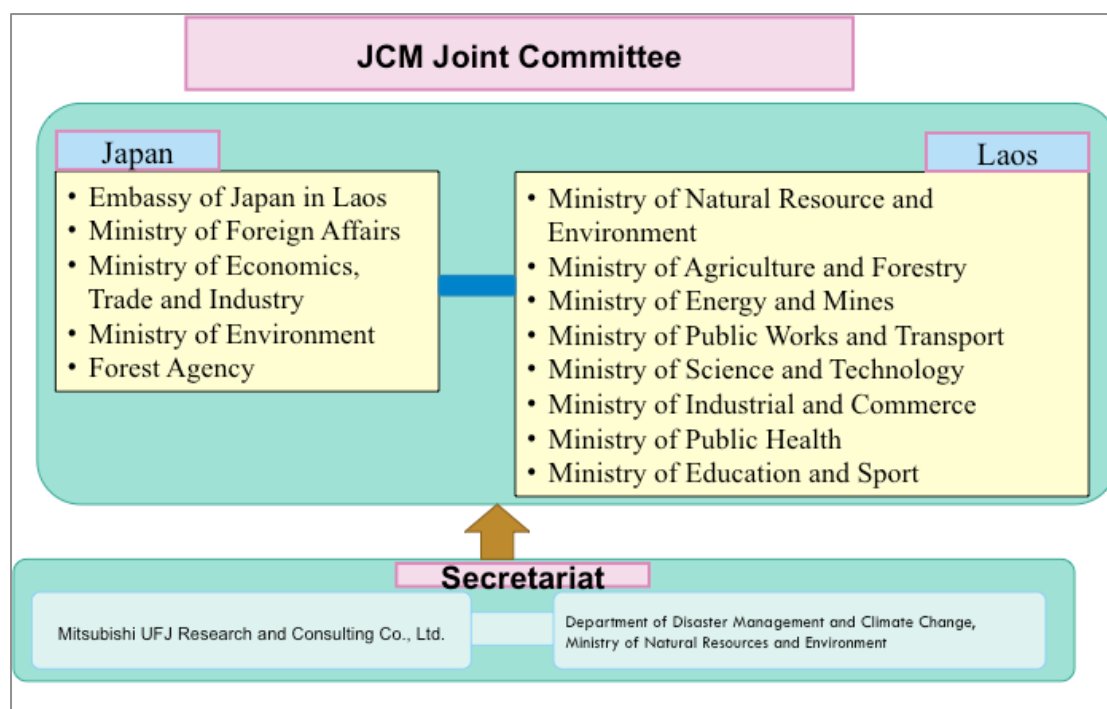 JCM Joint Committee
Japan
• Embassy of Japan in Laos
• Ministry of Foreign Affairs
• Ministry of Economics,
Trade and Industry
• Ministry of Environment
• Forest Agency
Laos
• Ministry of Natural Resource and
Environment
• Ministry of Agriculture and Forestry
• Ministry of Energy and Mines
• Ministry of Public Works and Transport
• Ministry of Science and Technology
• Ministry of Industrial and Commerce
• Ministry of Public Health
• Ministry of Education and Sport
Secretariat
Mitsubishi UFJ Research and Consulting Co., Ltd.
Department of Disaster Management and Climate Change,
Ministry of Natural Resources and Environment